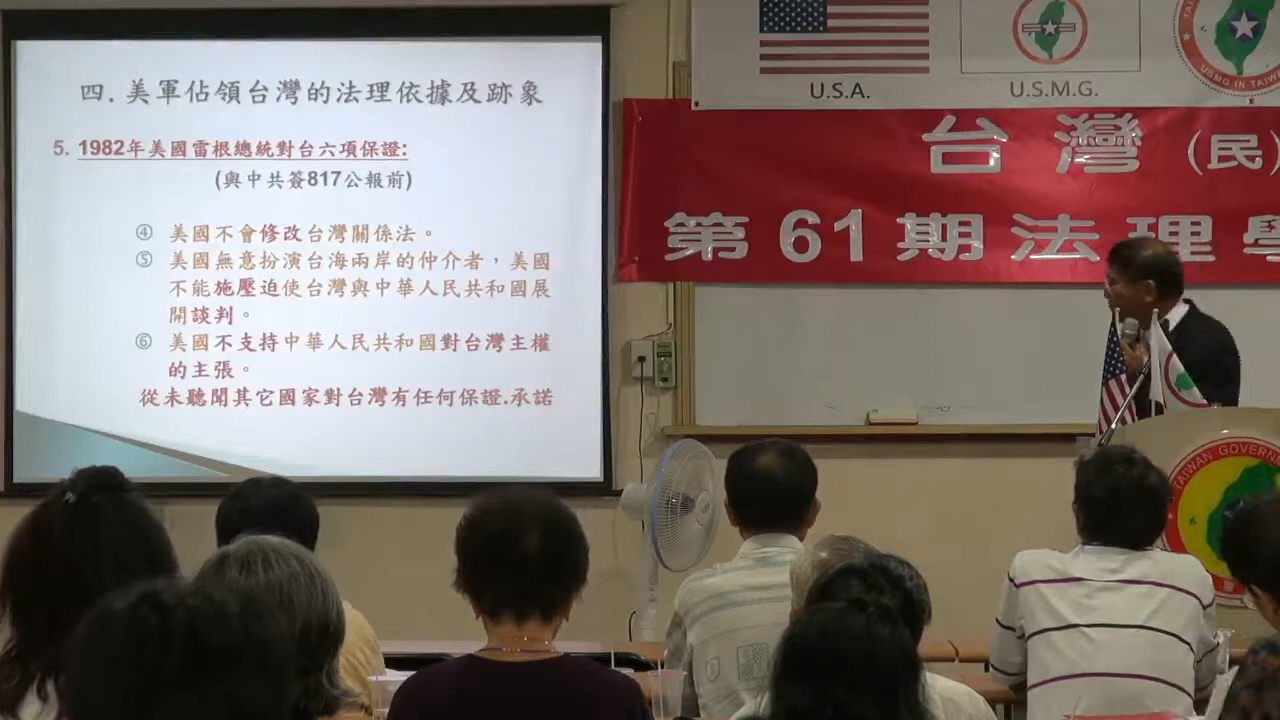 四. 美軍佔領台灣的法理依據及跡象
5. 1982年美國雷根總統對台六項保證:
(與中共簽817公報前)
④ 美國不會修改台灣關係法。
⑤ 美國無意扮演台海兩岸的仲介者，美國
不能施壓迫使台灣與中華人民共和國展
開談判。
⑥ 美國不支持中華人民共和國對台灣主權
的主張。
從未聽聞其它國家對台灣有任何保證.承諾
U.S.A.
U.S.M.G.
USMG IN TAIW
台灣(民)
第61期法理學
TAIWAN GOVERN